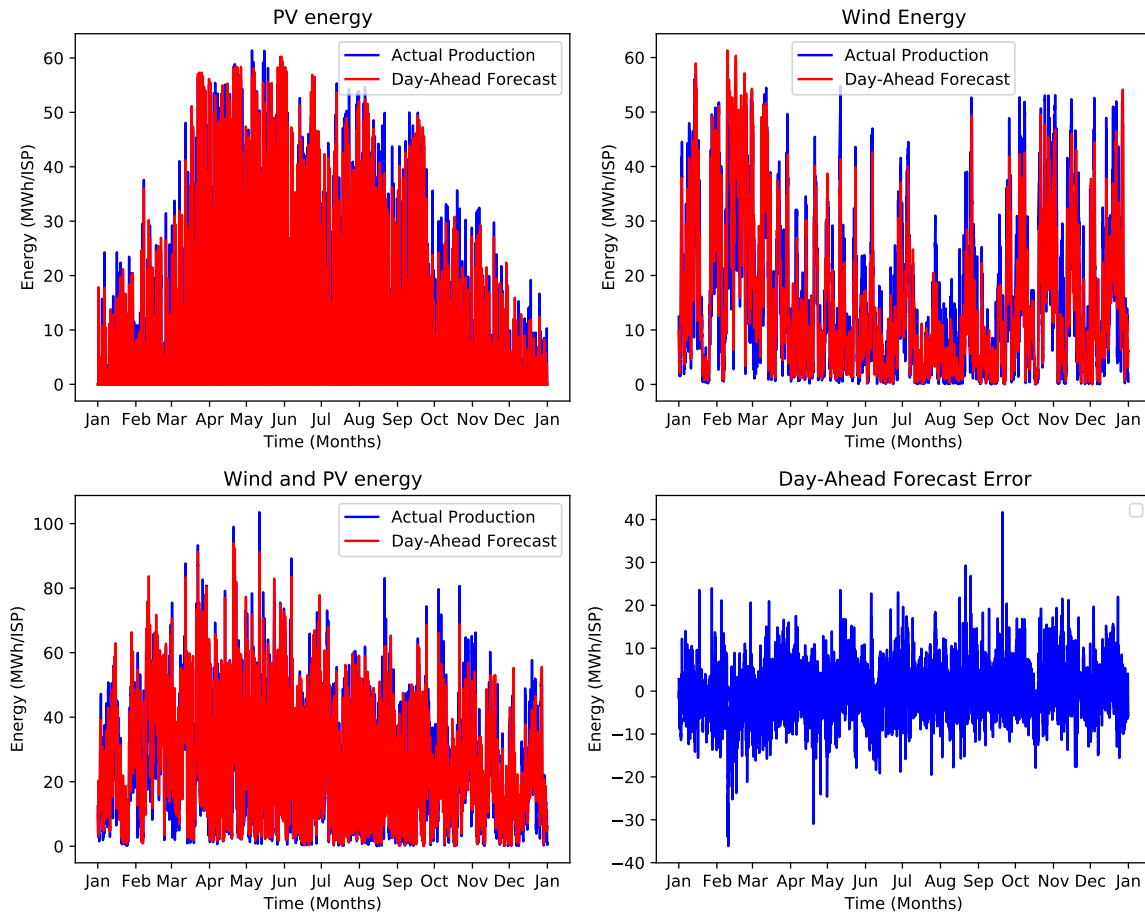 PV energy
Energy (MWh/ISP)
60
50
40
30
20
10
0
Actual Production
Day-Ahead Forecast
Jan Feb Mar Apr May Jun Jul Aug Sep Oct Nov Dec Jan
Time (Months)
Wind Energy
Energy (MWh/ISP)
60
50
40
30
20
10
0
Actual Production
Day-Ahead Forecast
Jan Feb Mar Apr May Jun Jul Aug Sep Oct Nov Dec Jan
Time (Months)
Wind and PV energy
Energy (MWh/ISP)
100
80
60
40
20
0
Actual Production
Day-Ahead Forecast
Jan Feb Mar Apr May Jun Jul Aug Sep Oct Nov Dec Jan
Time (Months)
Day-Ahead Forecast Error
Energy (MWh/ISP)
40
30
20
10
0
−10
−20
−30
−40
Jan Feb Mar Apr May Jun Jul Aug Sep Oct Nov Dec Jan
Time (Months)